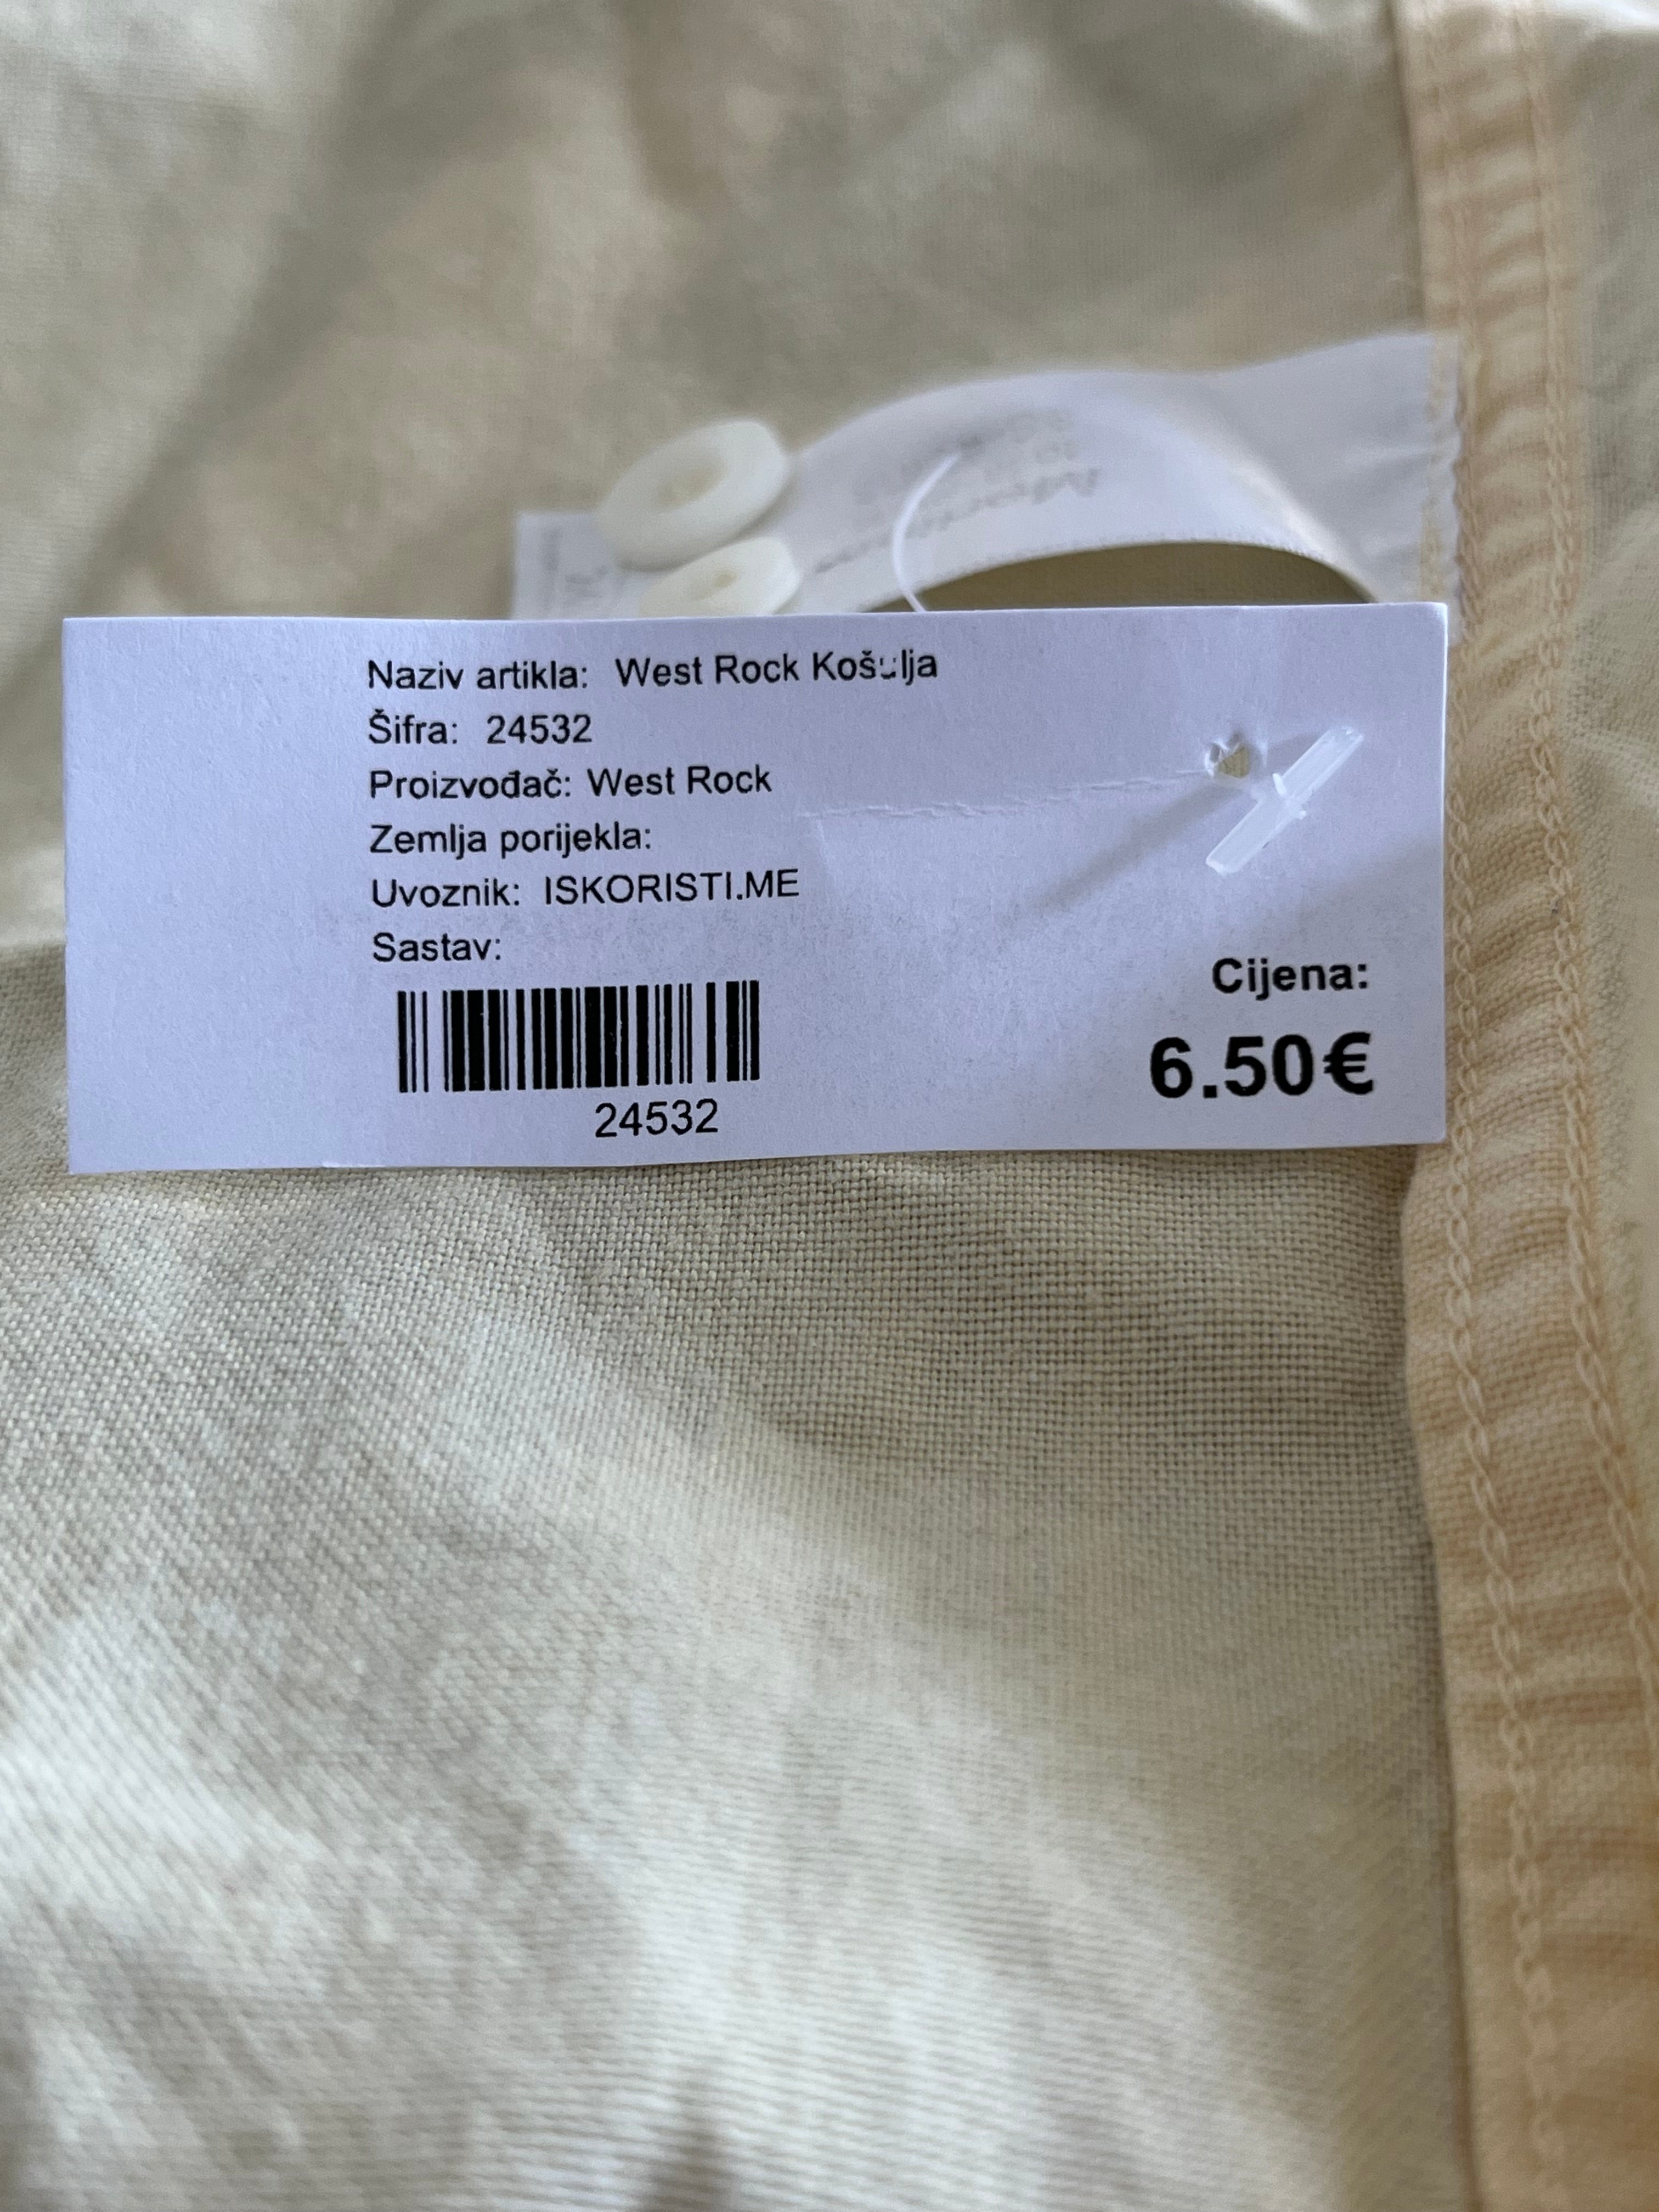 Naziv artikla: West Rock Košulja
Šifra: 24532
Proizvođač: West Rock
Zemlja porijekla:
Uvoznik: ISKORISTI.ME
Sastav:
24532
Cijena:
6.50€